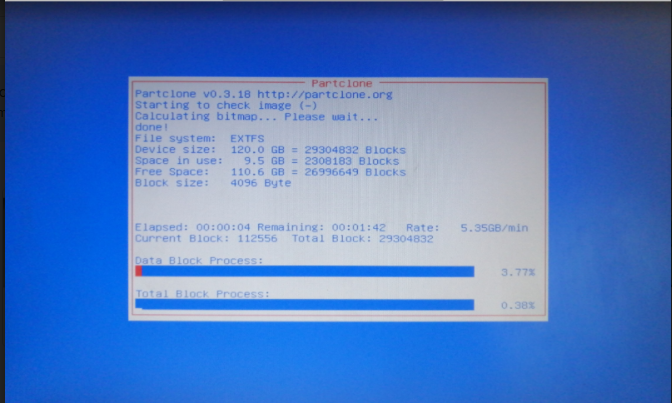 Partclone
Partclone v0.3.18 http://partclone.org
Starting to check image (-)
Calculating bitmap... Please wait...
done!
File system:  EXTFS
Device size:  120.0 GB = 29304832 Blocks
Space in use:   9.5 GB = 2308183 Blocks
Free Space:   110.6 GB = 26996649 Blocks
Block size:   4096 Byte
Elapsed: 00:00:04 Remaining: 00:01:42   Rate:   5.35GB/min
Current Block: 112556  Total Block: 29304832
Data Block Process:
3.77%
Total Block Process:
0.38%